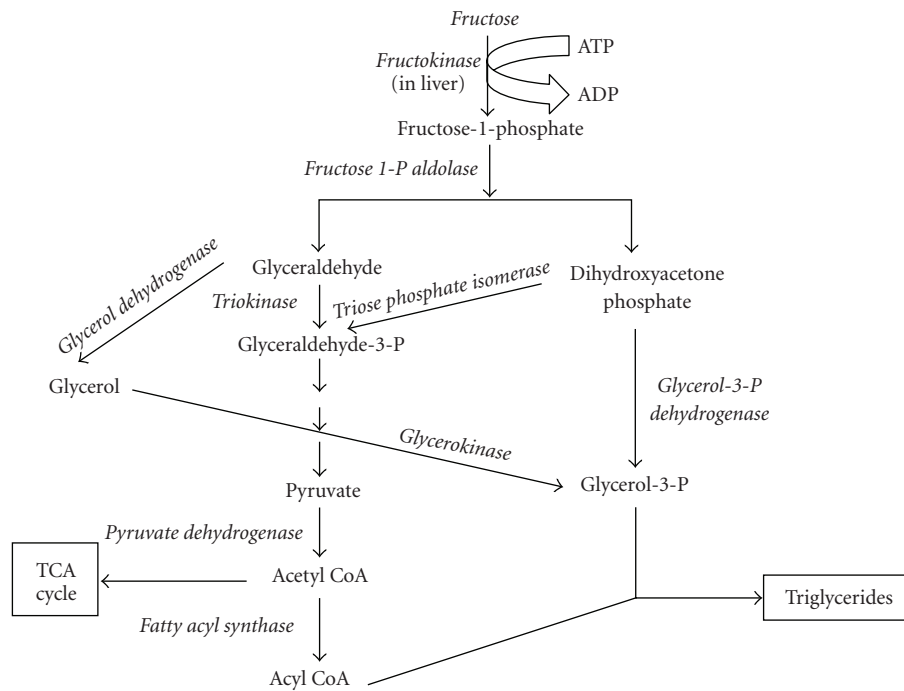 Fructose
Fructokinase
(in liver)
ATP
ADP
Fructose-1-phosphate
Fructose 1-P aldolase
Glycerol dehydrogenase
Glyceraldehyde
Triokinase
Triose phosphate isomerase
Dihydroxyacetone
phosphate
Glyceraldehyde-3-P
Glycerol
Glycerol-3-P
dehydrogenase
Glycerokinase
Pyruvate
Glycerol-3-P
Pyruvate dehydrogenase
TCA
cycle
Acetyl CoA
Triglycerides
Fatty acyl synthase
Acyl CoA